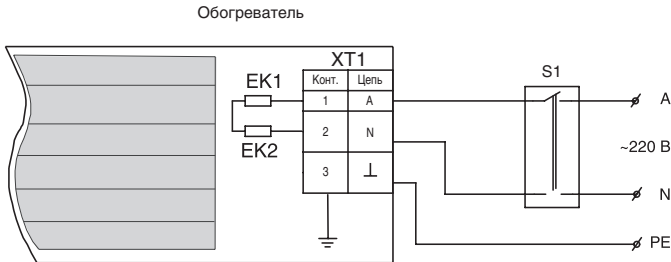 Обогреватель
XT1
S1
Конт. Цепь
EK1
1 A
A
2 N
EK2
~220 В
3 ⊥
N
PE